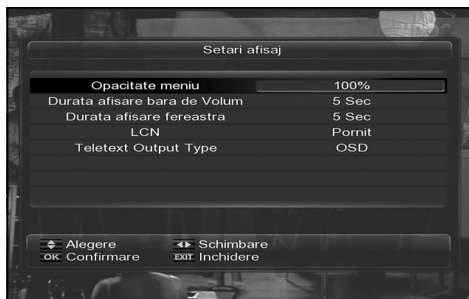 Setari afisaj
Opacitate meniu 100%
Durata afisare bara de Volum 5 Sec
Durata afisare fereastra 5 Sec
LCN Pornit
Teletext Output Type OSD
Alegere Schimbare
OK Confirmare EXIT Inchidere